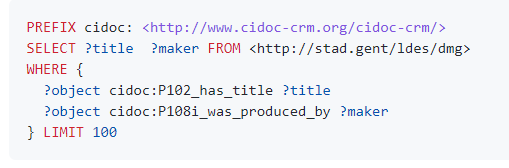 PREFIX cidoc: <http://www.cidoc-crm.org/cidoc-crm/>
SELECT ?title  ?maker FROM <http://stad.gent/ldes/dmg>
WHERE {
  ?object cidoc:P102_has_title ?title
  ?object cidoc:P108i_was_produced_by ?maker
} LIMIT 100